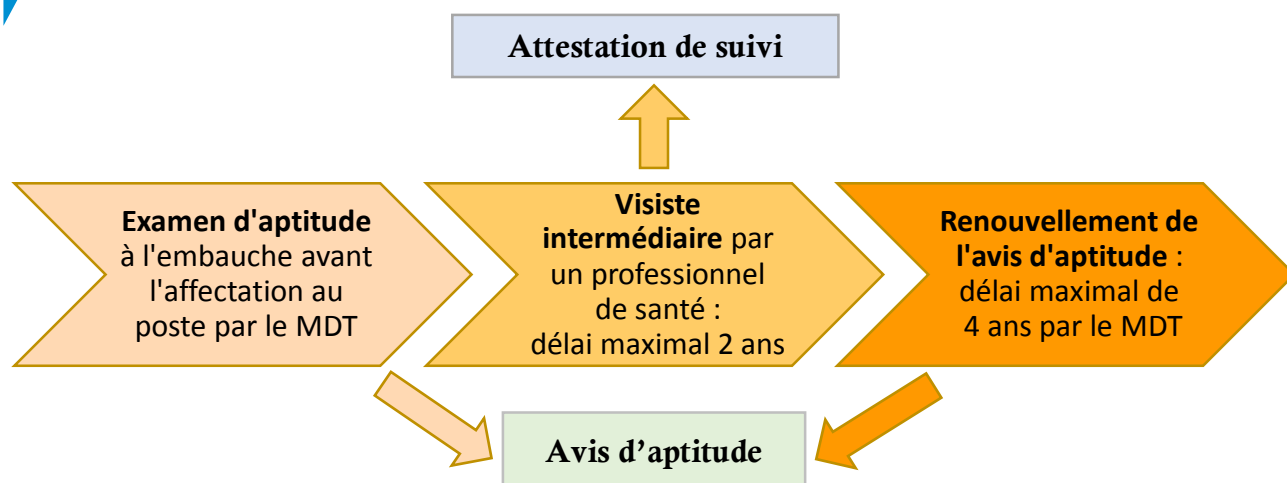 Attestation de suivi
Examen d'aptitude
à l'embauche avant
l'affectation au
poste par le MDT
Visiste
intermédiaire par
un professionnel
de santé :
délai maximal 2 ans
Renouvellement de
l'avis d'aptitude :
délai maximal de
4 ans par le MDT
Avis d’aptitude